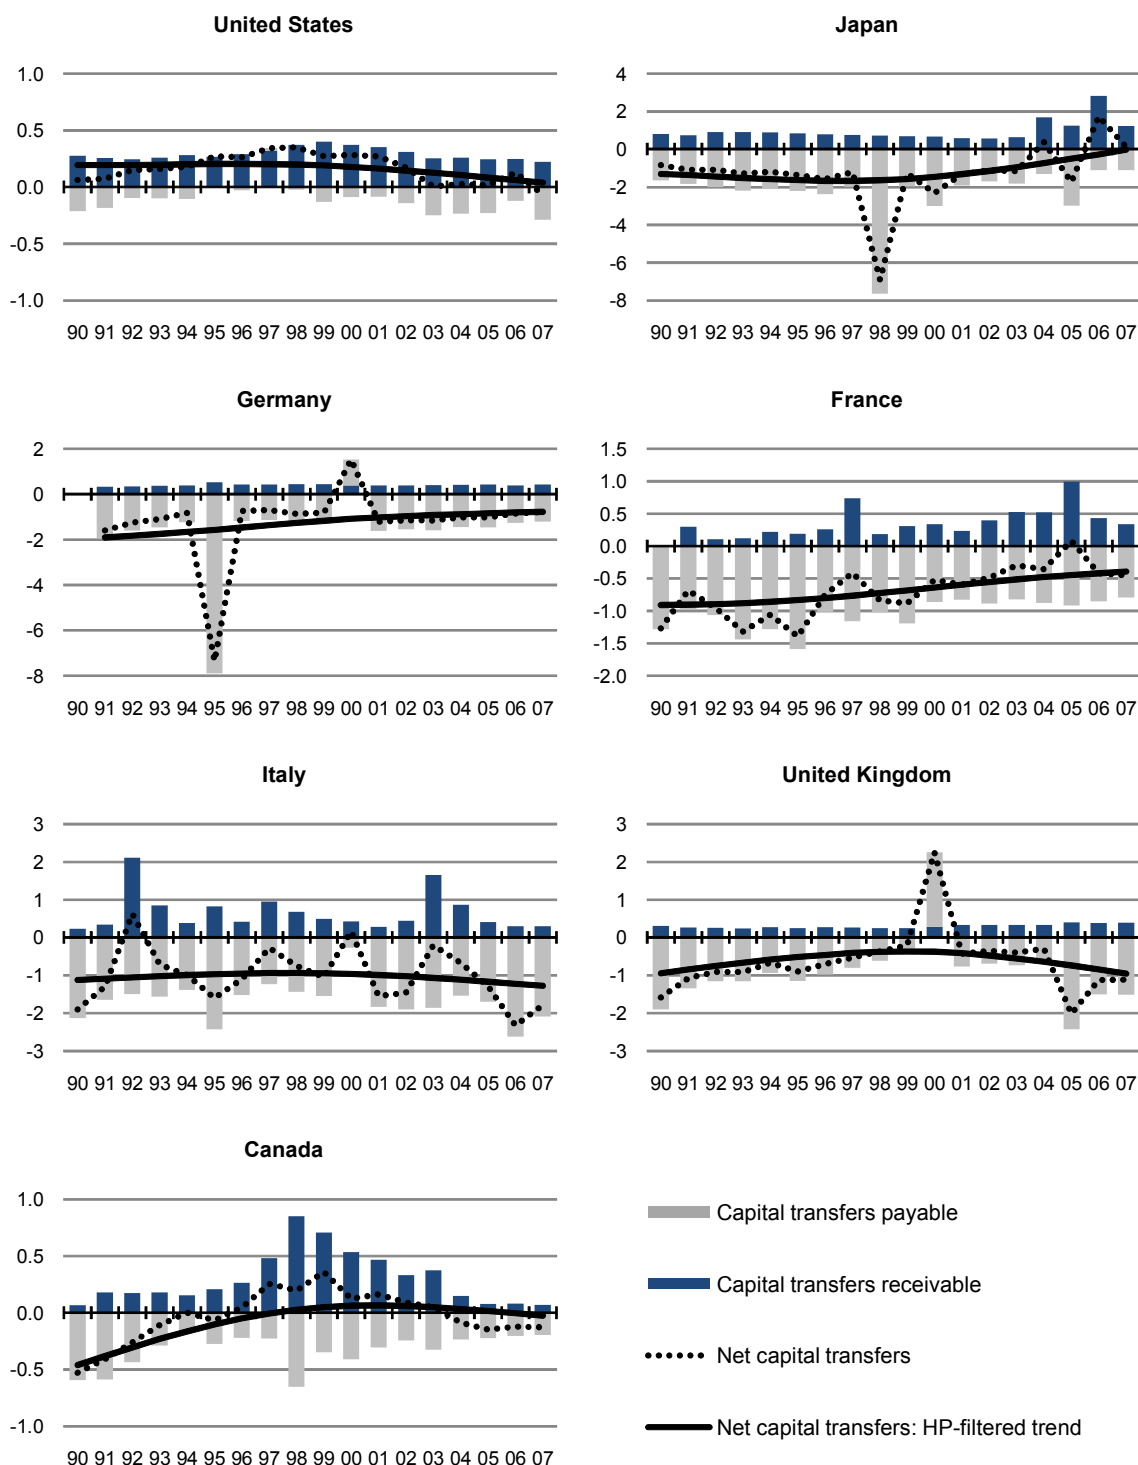 United States
1.0
0.5
0.0
-0.5
-1.0
90 91 92 93 94 95 96 97 98 99 00 01 02 03 04 05 06 07
Japan
4
2
0
-2
-4
-6
-8
90 91 92 93 94 95 96 97 98 99 00 01 02 03 04 05 06 07
Germany
2
0
-2
-4
-6
-8
90 91 92 93 94 95 96 97 98 99 00 01 02 03 04 05 06 07
France
1.5
1.0
0.5
0.0
-0.5
-1.0
-1.5
-2.0
90 91 92 93 94 95 96 97 98 99 00 01 02 03 04 05 06 07
Italy
3
2
1
0
-1
-2
-3
90 91 92 93 94 95 96 97 98 99 00 01 02 03 04 05 06 07
United Kingdom
3
2
1
0
-1
-2
-3
90 91 92 93 94 95 96 97 98 99 00 01 02 03 04 05 06 07
Canada
1.0
0.5
0.0
-0.5
-1.0
90 91 92 93 94 95 96 97 98 99 00 01 02 03 04 05 06 07
Capital transfers payable
Capital transfers receivable
Net capital transfers
Net capital transfers: HP-filtered trend